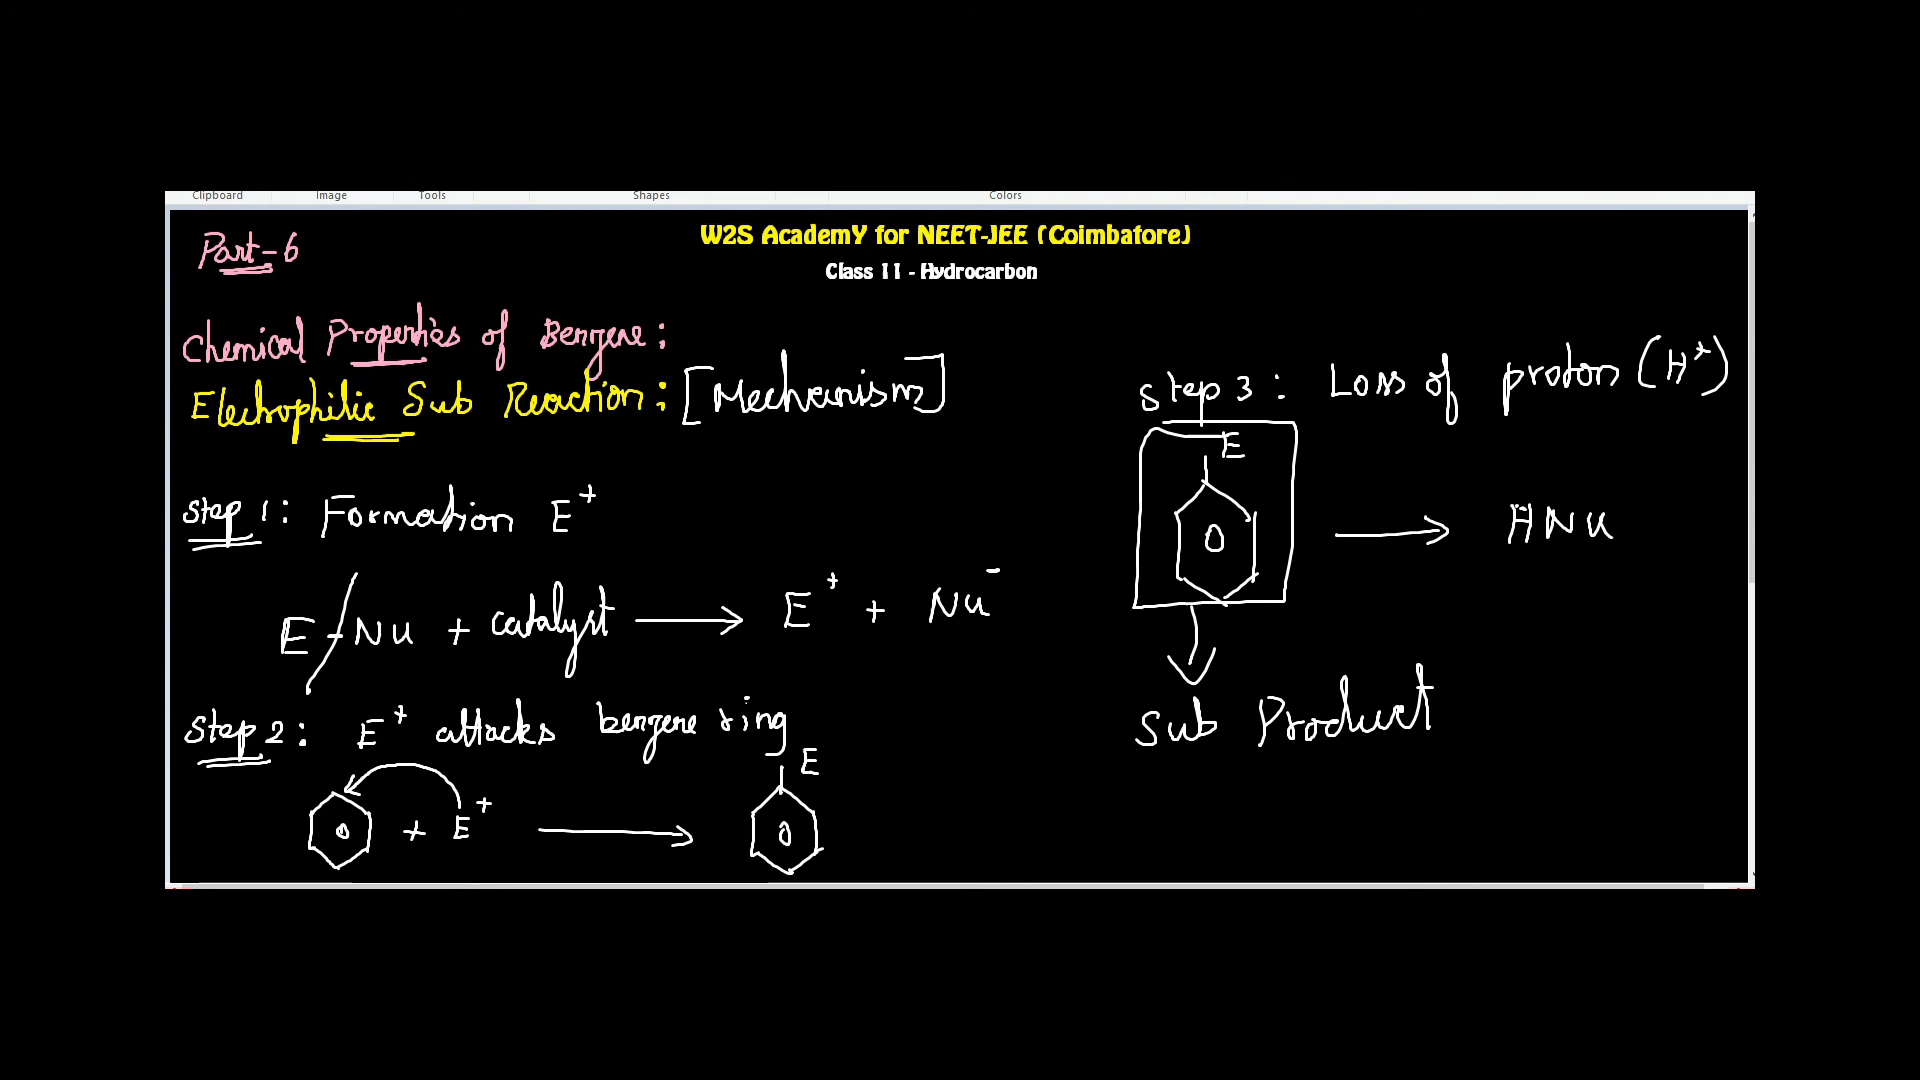 Clipboard Image Tools Shapes Colors
W2S AcademY for NEET-JEE (Coimbatore)
Class 11 - Hydrocarbon
Part-6
Chemical Properties of Benzene:
Electrophilic Sub Reaction: [Mechanism]
Step 1: Formation E+
E-Nu + catalyst → E+ + Nu-
Step 2: E+ attacks benzene ring
E
+ E+ →
Step 3: Loss of proton (H+)
E
→ HNu
Sub Product